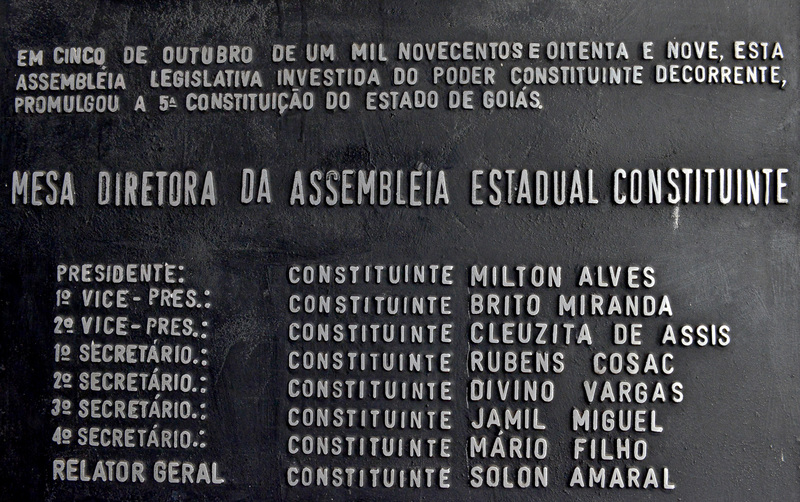 EM CINCO DE OUTUBRO DE UM MIL NOVECENTOS E OITENTA E NOVE, ESTA
ASSEMBLÉIA LEGISLATIVA INVESTIDA DO PODER CONSTITUINTE DECORRENTE,
PROMULGOU A 5ª CONSTITUIÇÃO DO ESTADO DE GOIÁS.
MESA DIRETORA DA ASSEMBLEIA ESTADUAL CONSTITUINTE
PRESIDENTE: CONSTITUINTE MILTON ALVES
1º VICE-PRES.: CONSTITUINTE BRITO MIRANDA
2º VICE-PRES.: CONSTITUINTE CLEUZITA DE ASSIS
1º SECRETÁRIO.: CONSTITUINTE RUBENS COSAC
2º SECRETÁRIO.: CONSTITUINTE DIVINO VARGAS
3º SECRETÁRIO.: CONSTITUINTE JAMIL MIGUEL
4º SECRETÁRIO.: CONSTITUINTE MÁRIO FILHO
RELATOR GERAL CONSTITUINTE SOLON AMARAL